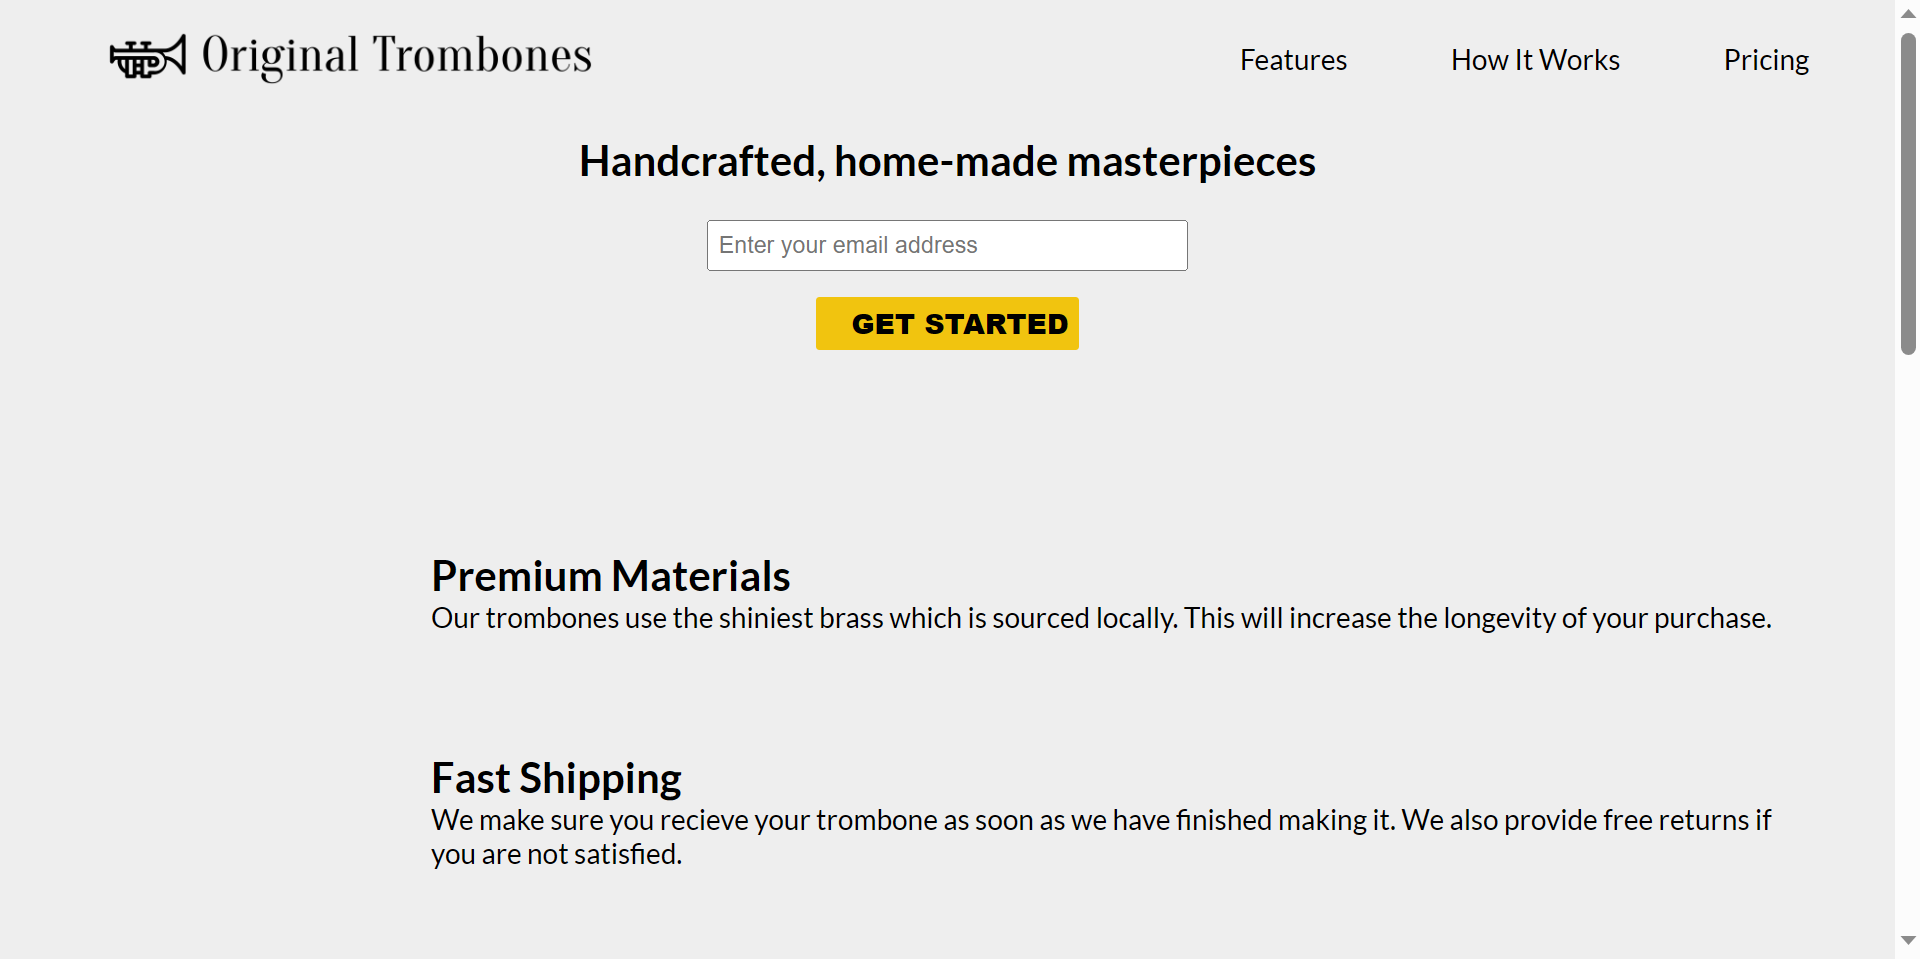 Original Trombones
Features
How It Works
Pricing
Handcrafted, home-made masterpieces
Enter your email address
GET STARTED
Premium Materials
Our trombones use the shiniest brass which is sourced locally. This will increase the longevity of your purchase.
Fast Shipping
We make sure you recieve your trombone as soon as we have finished making it. We also provide free returns if
you are not satisfied.